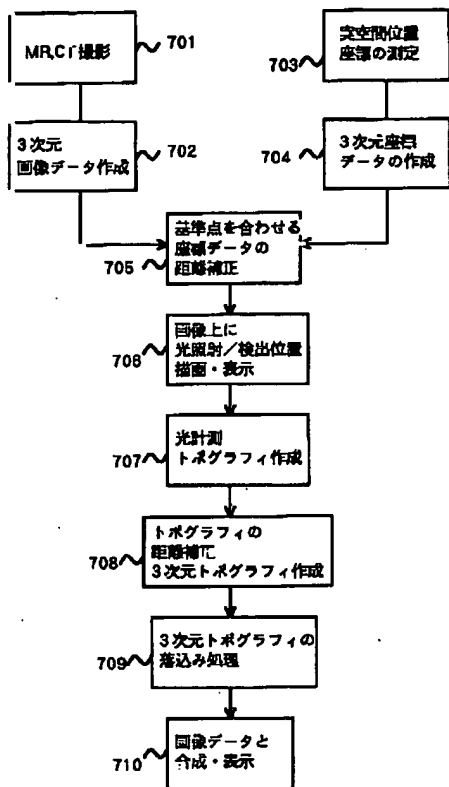 MR,CT撮影
701
3次元
画像データ作成
702
実空間位置
座標の測定
703
3次元座標
データの作成
704
基準点を合わせる
座標データの
距離補正
705
画像上に
光照射/検出位置
描画・表示
706
光計測
トポグラフィ作成
707
トポグラフィの
距離補正
3次元トポグラフィ作成
708
3次元トポグラフィの
落込み処理
709
画像データと
合成・表示
710